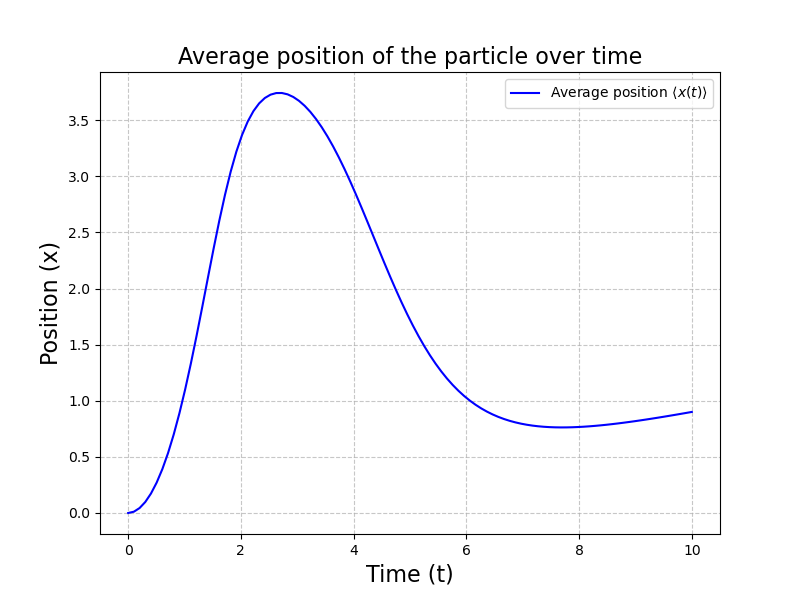 Average position of the particle over time
Average position ⟨x(t)⟩
3.5
3.0
2.5
2.0
1.5
1.0
0.5
0.0
Position (x)
0 2 4 6 8 10
Time (t)